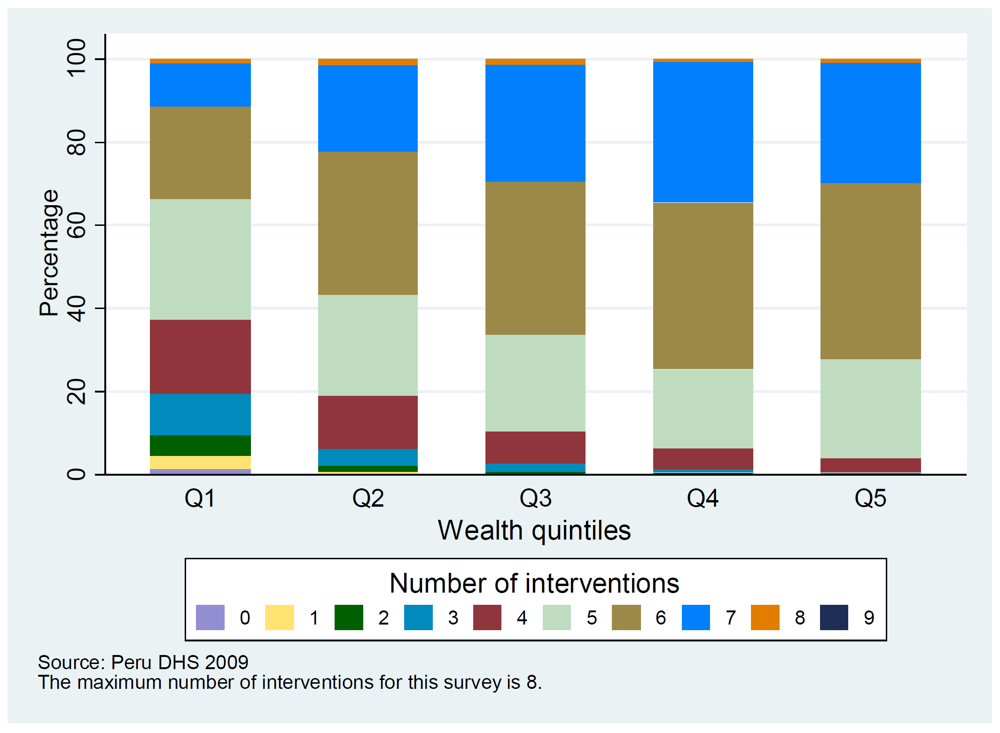 100
80
60
40
20
0
Percentage
Q1 Q2 Q3 Q4 Q5
Wealth quintiles
Number of interventions
0 1 2 3 4 5 6 7 8 9
Source: Peru DHS 2009
The maximum number of interventions for this survey is 8.